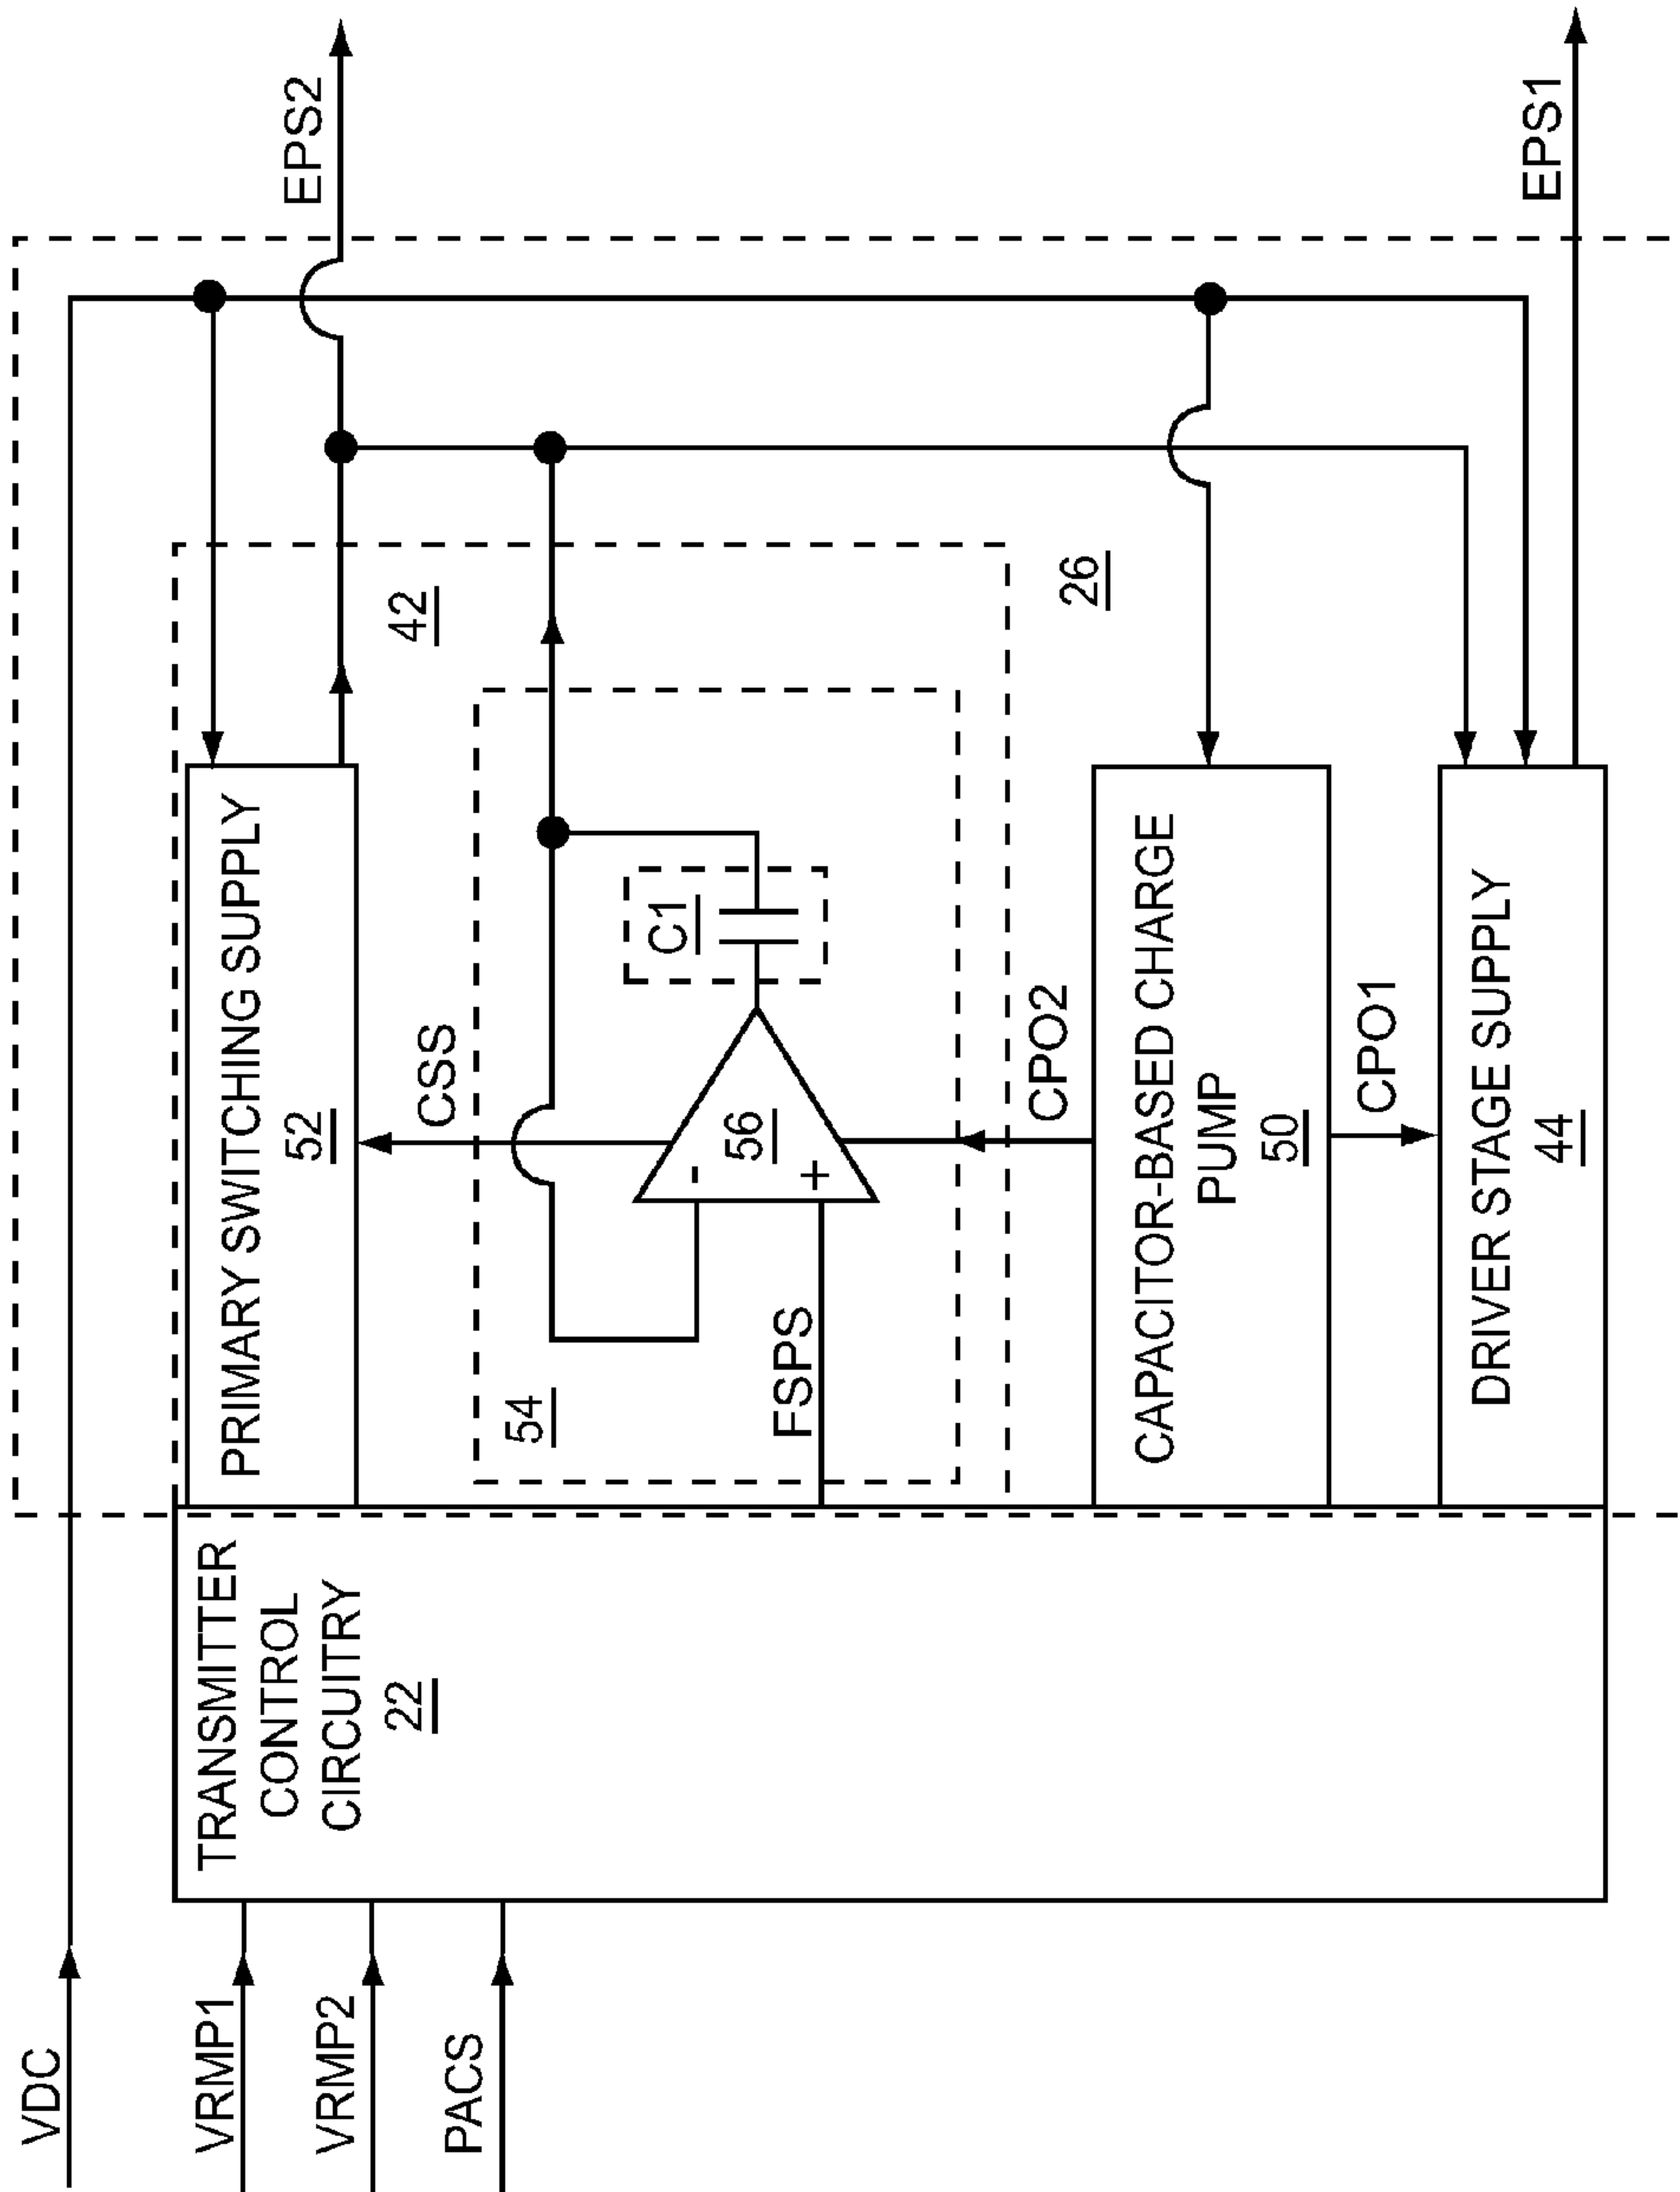 VDC
VRMP1
VRMP2
PACS
TRANSMITTER
CONTROL
CIRCUITRY
22
PRIMARY SWITCHING SUPPLY
52
CSS
42
54
-
56
+
C1
FSPS
CPO2
26
CAPACITOR-BASED CHARGE
PUMP
50
CPO1
DRIVER STAGE SUPPLY
44
EPS2
EPS1